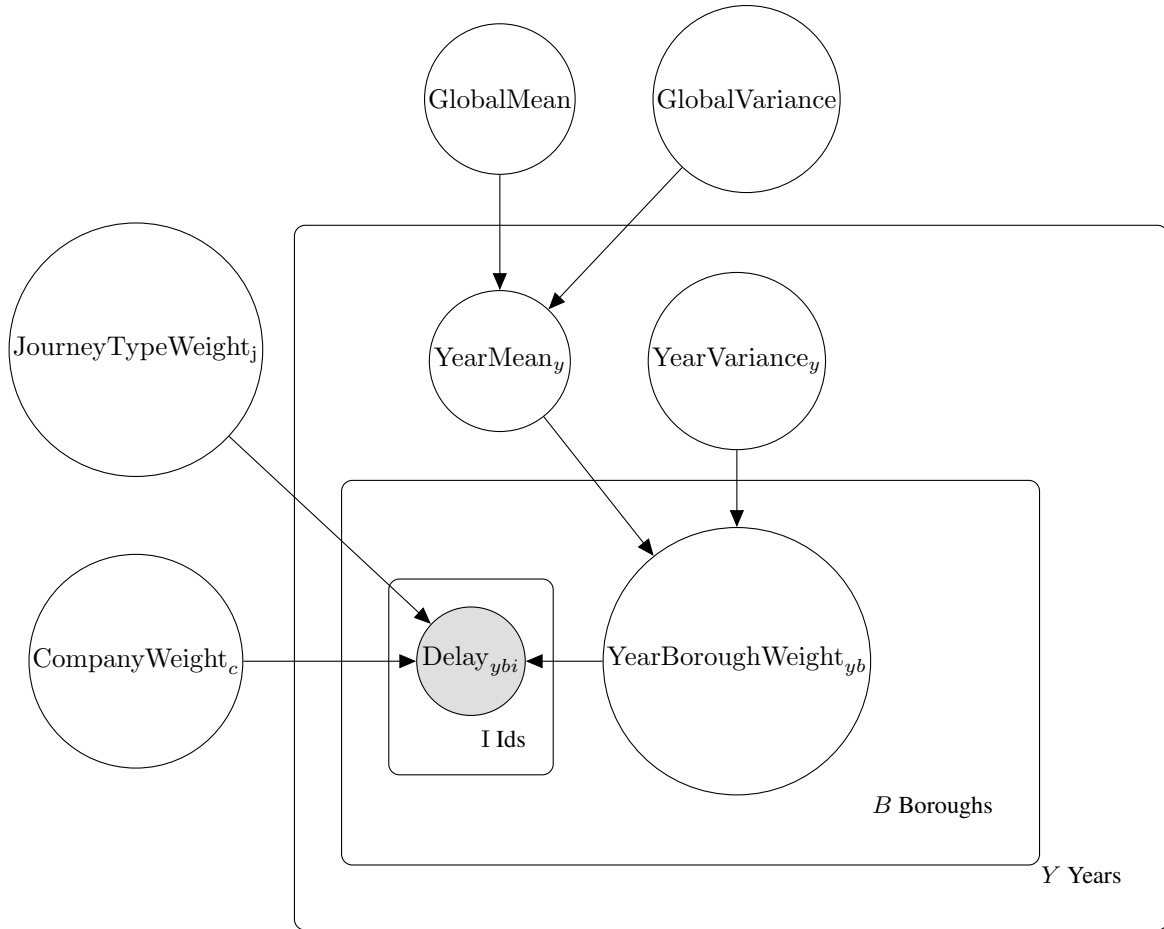 GlobalMean
GlobalVariance
JourneyTypeWeight_j
YearMean_y
YearVariance_y
CompanyWeight_c
Delay_ybi
YearBoroughWeight_yb
I Ids
B Boroughs
Y Years